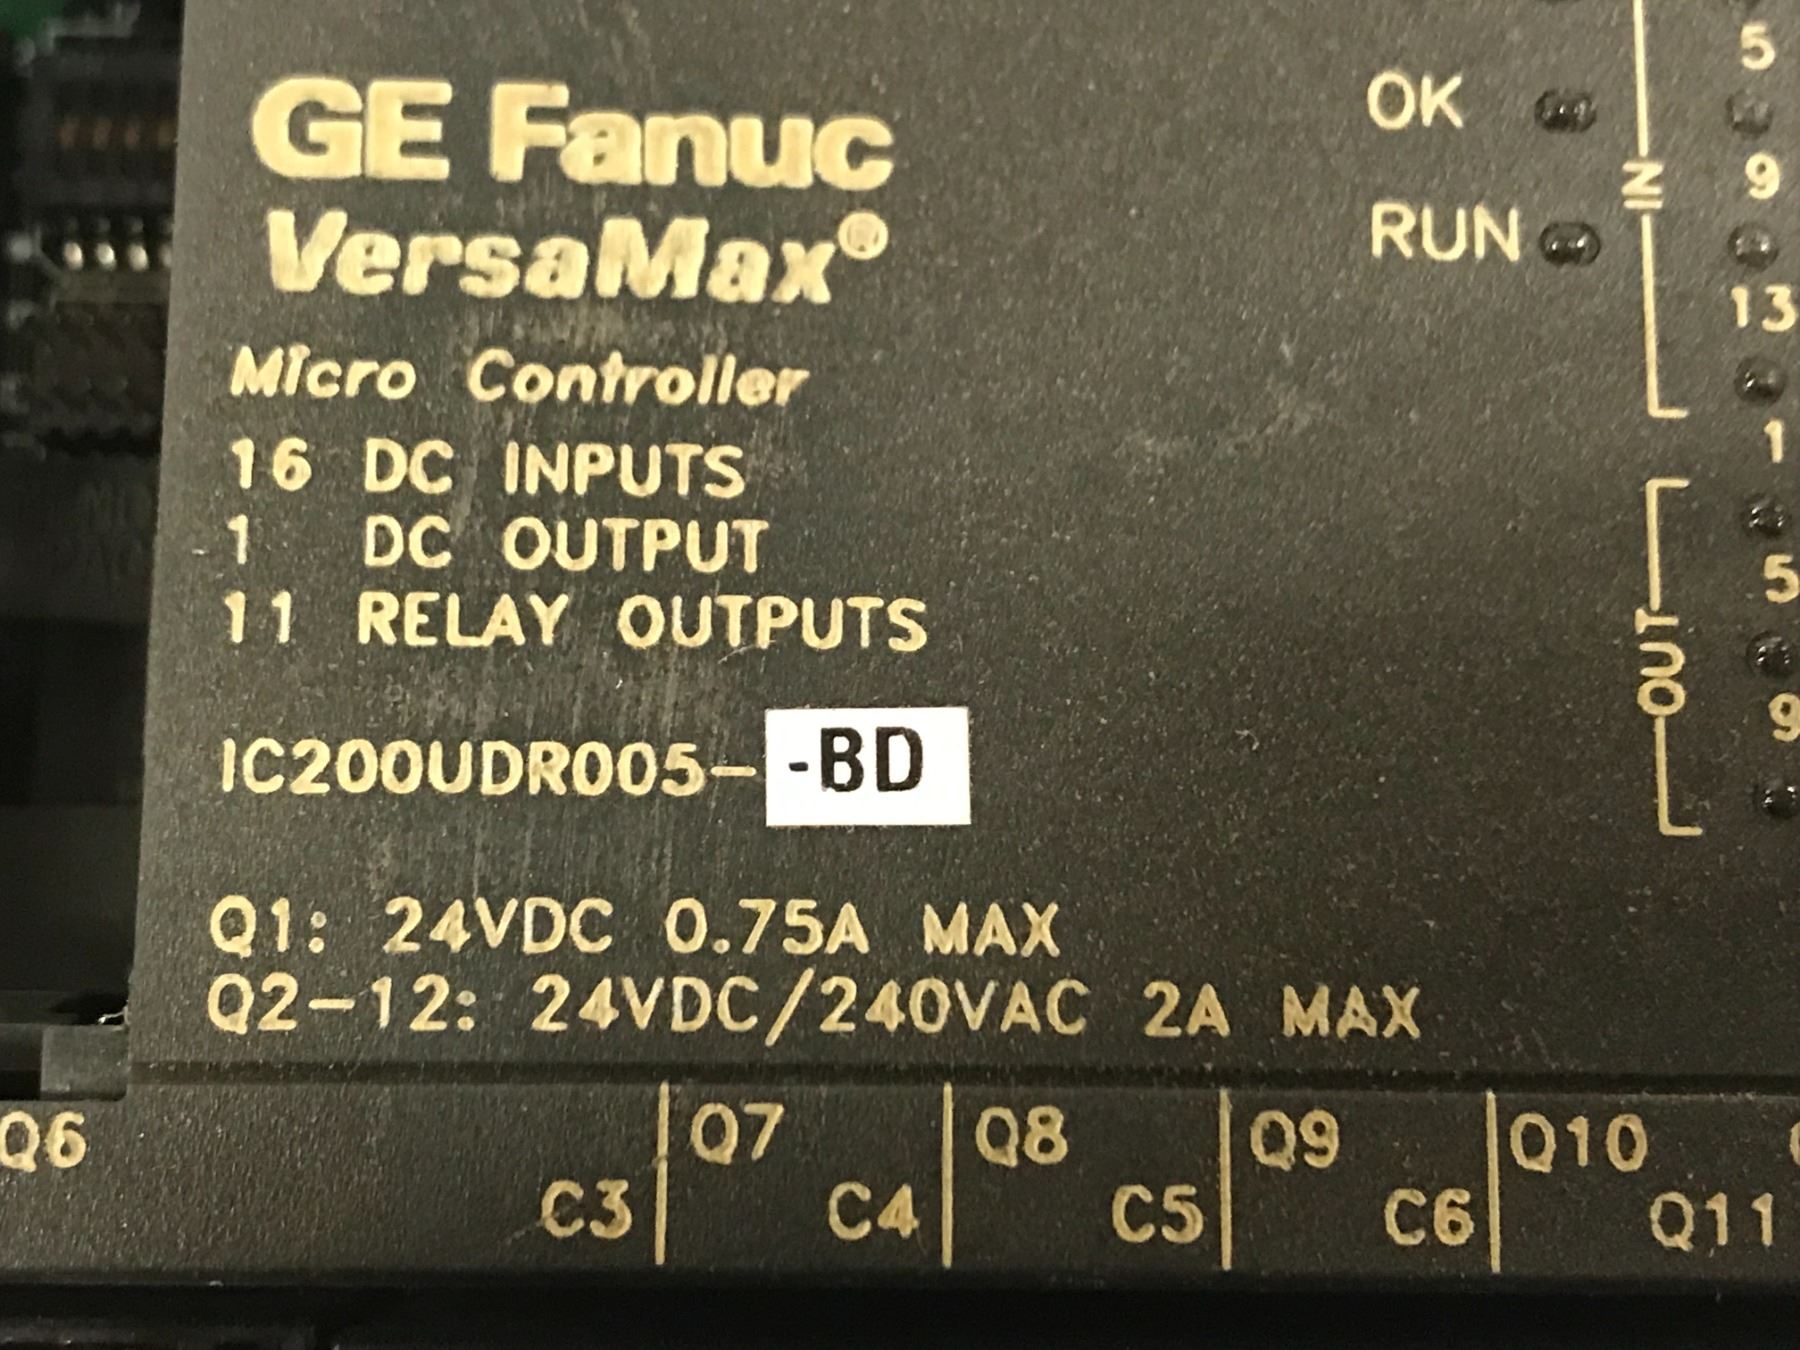 GE Fanuc
VersaMax®
Micro Controller
16 DC INPUTS
1 DC OUTPUT
11 RELAY OUTPUTS
IC200UDR005- -BD
Q1: 24VDC 0.75A MAX
Q2-12: 24VDC/240VAC 2A MAX
OK
RUN
IN
5
9
13
OUT
1
5
9
Q6
C3
Q7
C4
Q8
C5
Q9
C6
Q10
Q11